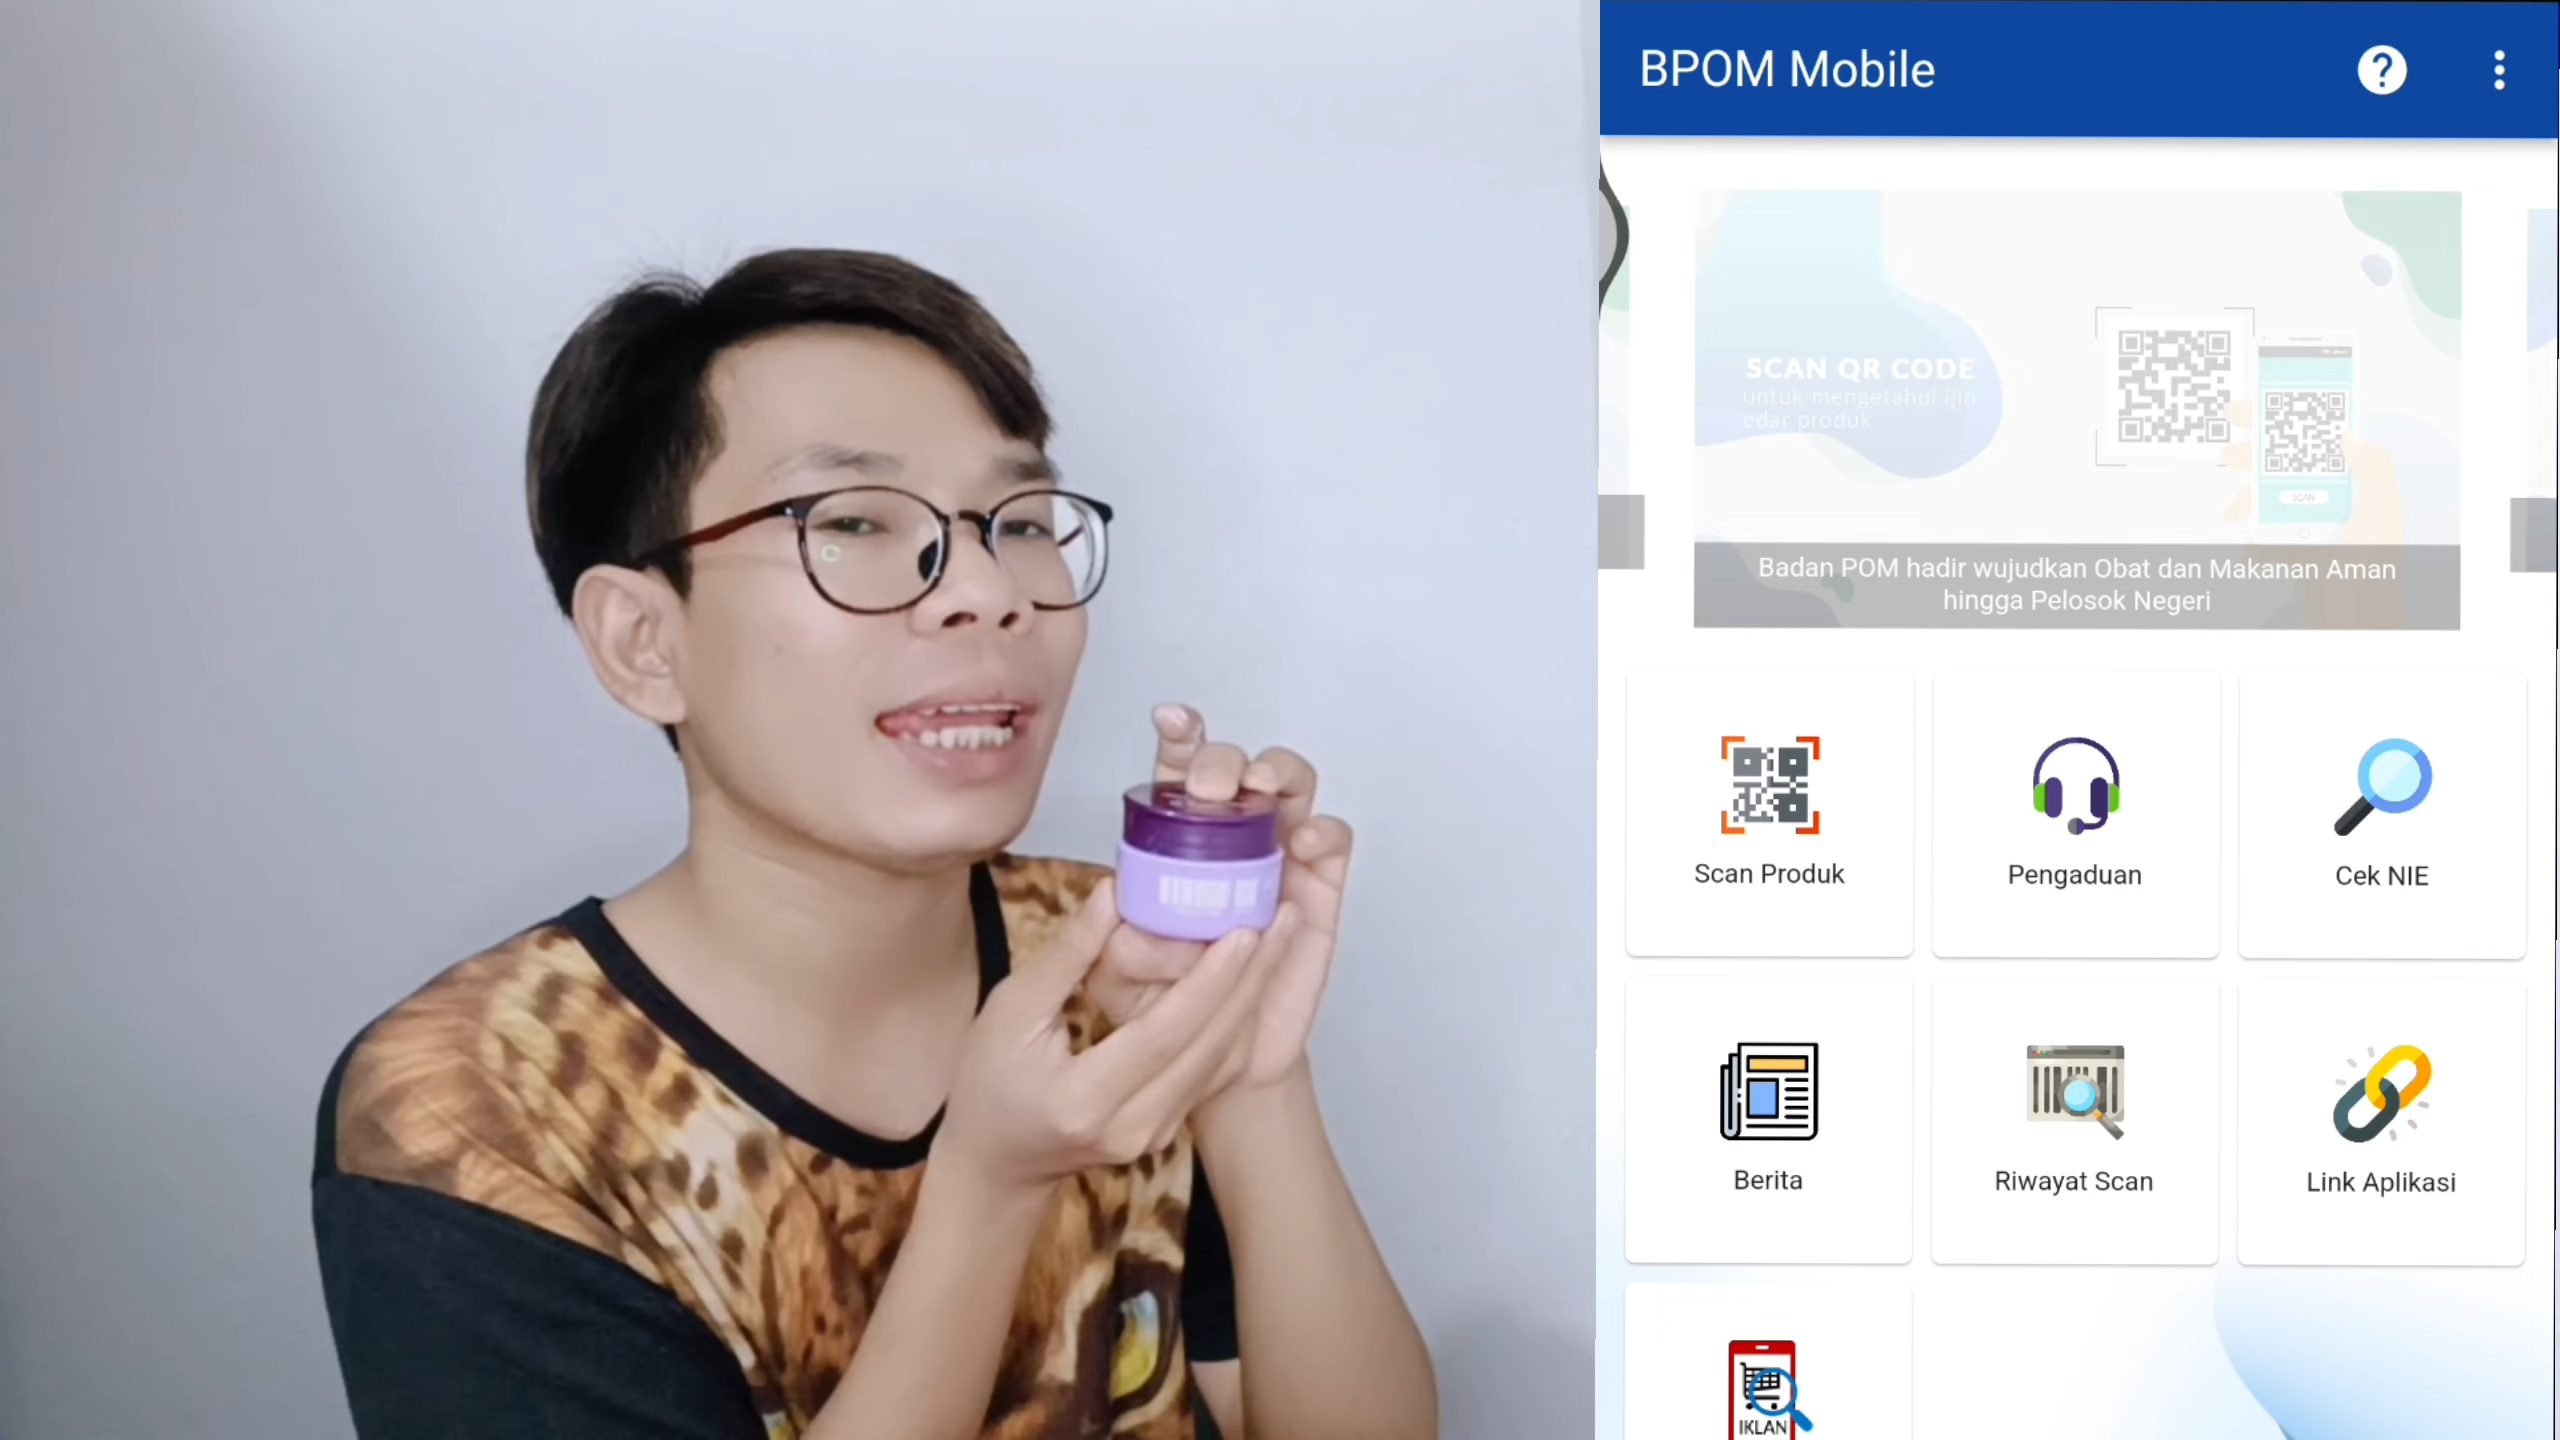 BPOM Mobile
SCAN QR CODE
untuk mengetahui ijin
edar produk
SCAN
Badan POM hadir wujudkan Obat dan Makanan Aman
hingga Pelosok Negeri
Scan Produk
Pengaduan
Cek NIE
Berita
Riwayat Scan
Link Aplikasi
IKLAN